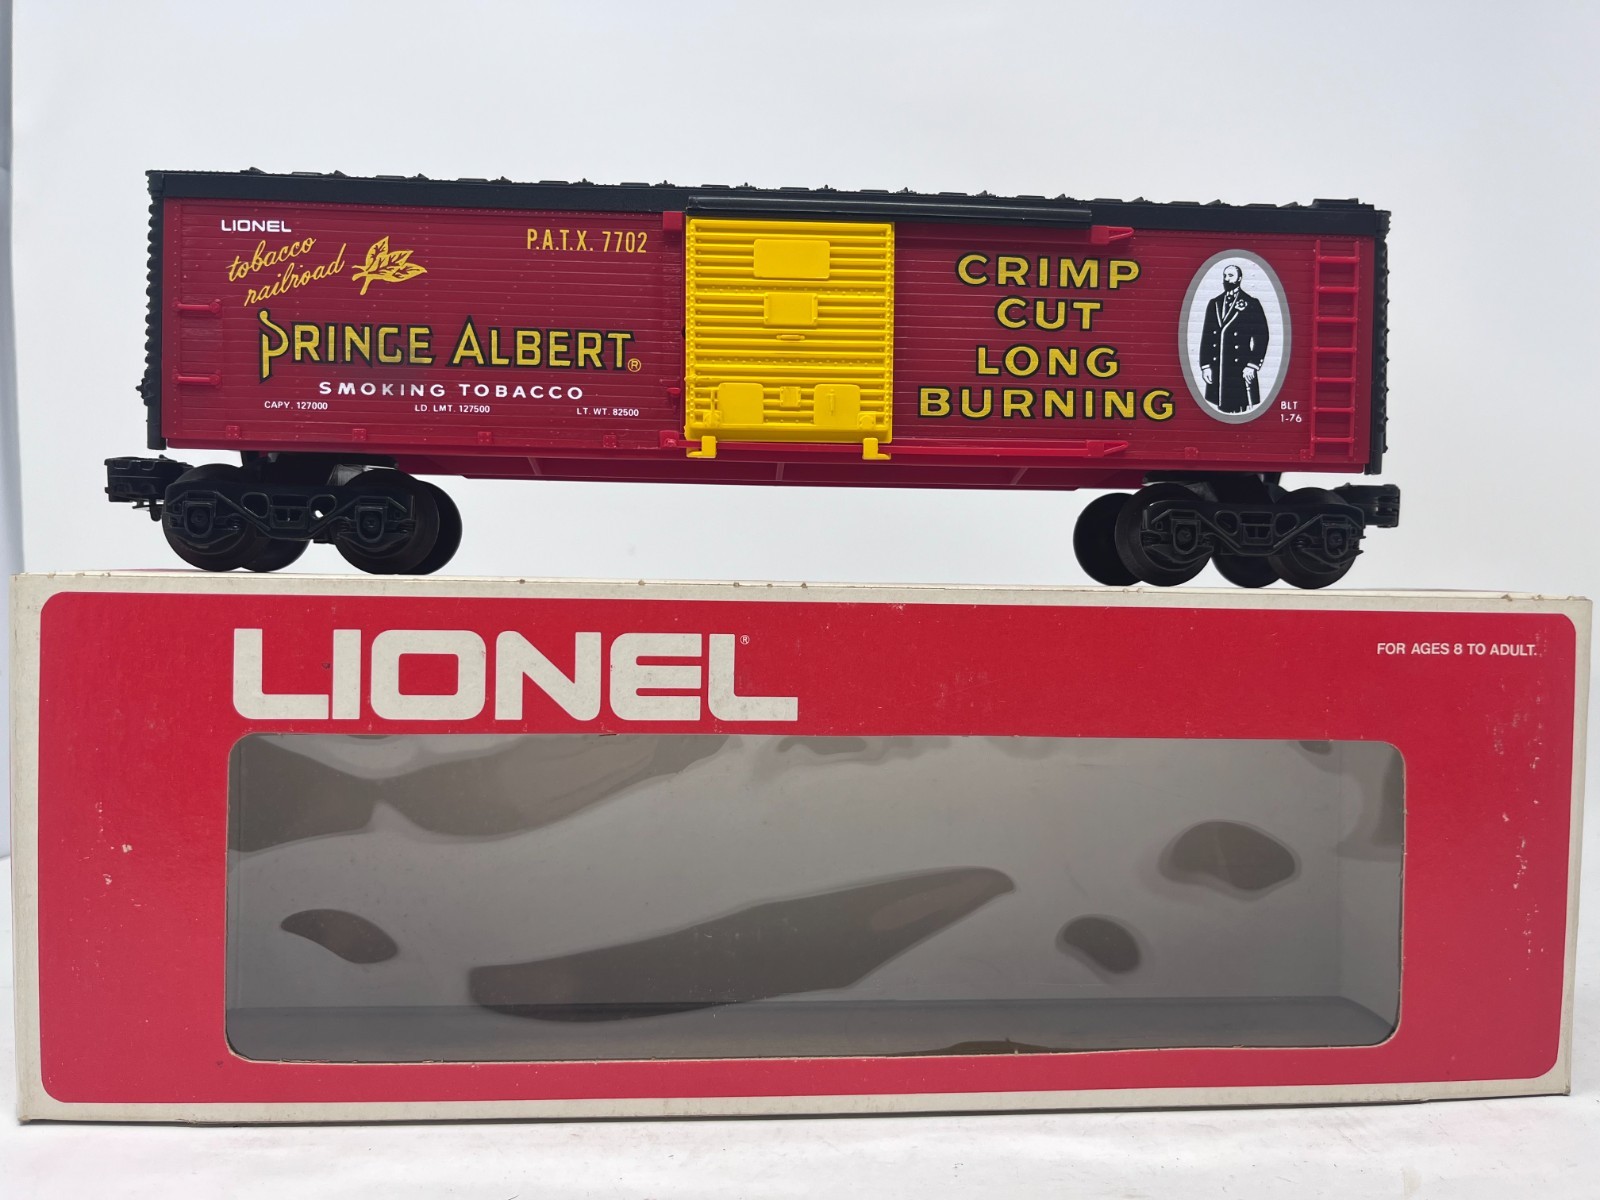 LIONEL
tobacco
railroad
P.A.T.X. 7702
PRINCE ALBERT®
SMOKING TOBACCO
CAPY. 127000 LD. LMT. 127500 LT. WT. 82500
CRIMP
CUT
LONG
BURNING
BLT
1-76
LIONEL®
FOR AGES 8 TO ADULT.